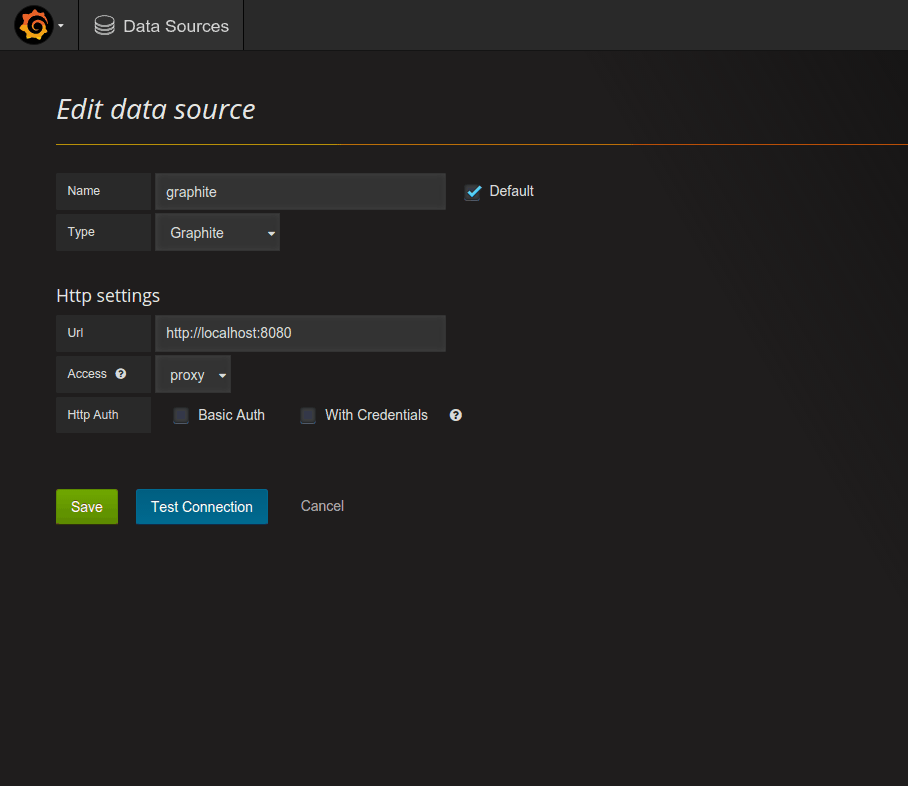 Data Sources
Edit data source
Name graphite Default
Type Graphite
Http settings
Url http://localhost:8080
Access ? proxy
Http Auth Basic Auth With Credentials ?
Save Test Connection Cancel